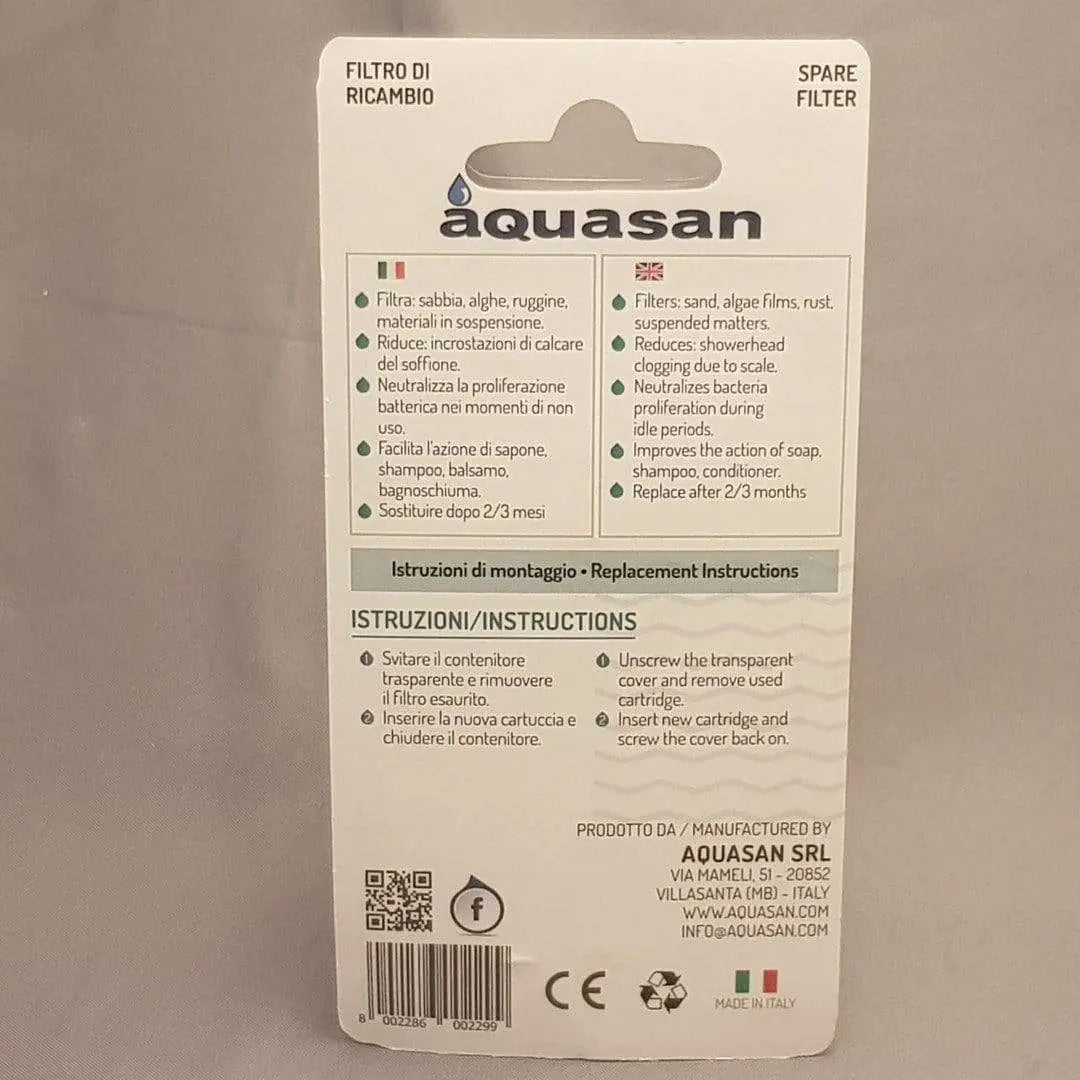 FILTRO DI
RICAMBIO
SPARE
FILTER
aquasan
Filtra: sabbia, alghe, ruggine,
materiali in sospensione.
Riduce: incrostazioni di calcare
del soffione.
Neutralizza la proliferazione
batterica nei momenti di non
uso.
Facilita l'azione di sapone,
shampoo, balsamo,
bagnoschiuma.
Sostituire dopo 2/3 mesi
Filters: sand, algae films, rust,
suspended matters.
Reduces: showerhead
clogging due to scale.
Neutralizes bacteria
proliferation during
idle periods.
Improves the action of soap,
shampoo, conditioner.
Replace after 2/3 months
Istruzioni di montaggio • Replacement Instructions
ISTRUZIONI/INSTRUCTIONS
1 Svitare il contenitore
trasparente e rimuovere
il filtro esaurito.
2 Inserire la nuova cartuccia e
chiudere il contenitore.
1 Unscrew the transparent
cover and remove used
cartridge.
2 Insert new cartridge and
screw the cover back on.
PRODOTTO DA / MANUFACTURED BY
AQUASAN SRL
VIA MAMELI, 51 - 20852
VILLASANTA (MB) - ITALY
WWW.AQUASAN.COM
INFO@AQUASAN.COM
f
8 002286 002299
CE
MADE IN ITALY